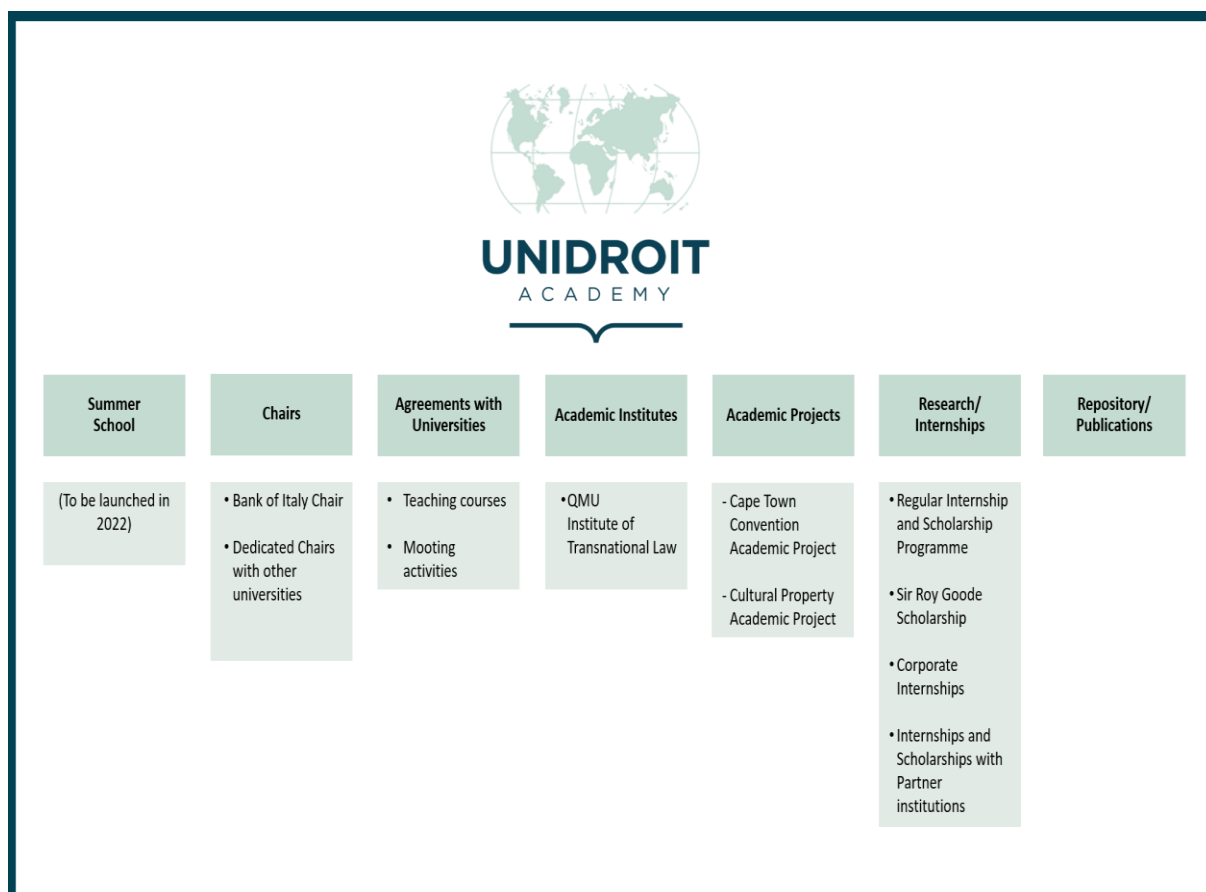 UNIDROIT
ACADEMY
Summer
School
Chairs
Agreements with
Universities
Academic Institutes
Academic Projects
Research/
Internships
Repository/
Publications
(To be launched in
2022)
• Bank of Italy Chair
• Dedicated Chairs
with other
universities
• Teaching courses
• Mooting
activities
•QMU
Institute of
Transnational Law
- Cape Town
Convention
Academic Project
- Cultural Property
Academic Project
• Regular Internship
and Scholarship
Programme
• Sir Roy Goode
Scholarship
• Corporate
Internships
• Internships and
Scholarships with
Partner
institutions